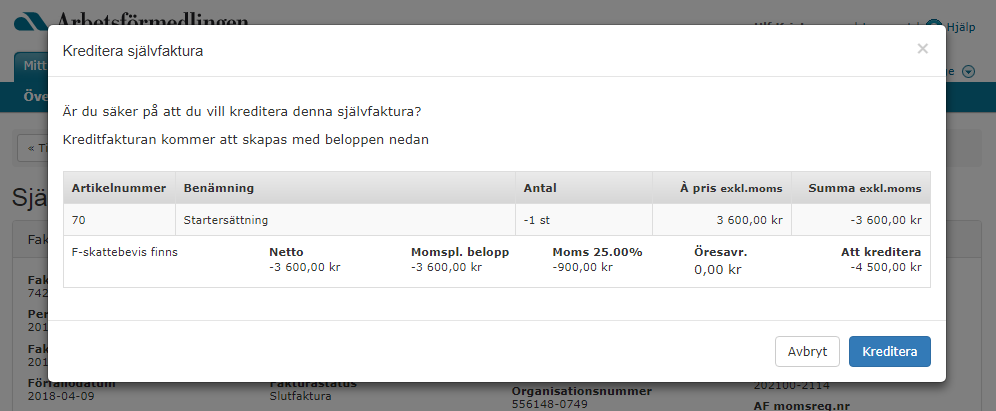 Arbetsförmedlingen
Hjälp
Kreditera självfaktura
×
Mitt
Är du säker på att du vill kreditera denna självfaktura?
Kreditfakturan kommer att skapas med beloppen nedan
Artikelnummer Benämning Antal À pris exkl.moms Summa exkl.moms
70 Startersättning -1 st 3 600,00 kr -3 600,00 kr
F-skattebevis finns Netto Momspl. belopp Moms 25.00% Öresavr. Att kreditera
-3 600,00 kr -3 600,00 kr -900,00 kr 0,00 kr -4 500,00 kr
Avbryt Kreditera
Förfallodatum Fakturastatus Organisationsnummer 202100-2114
2018-04-09 Slutfaktura 556148-0749 AF momsreg.nr